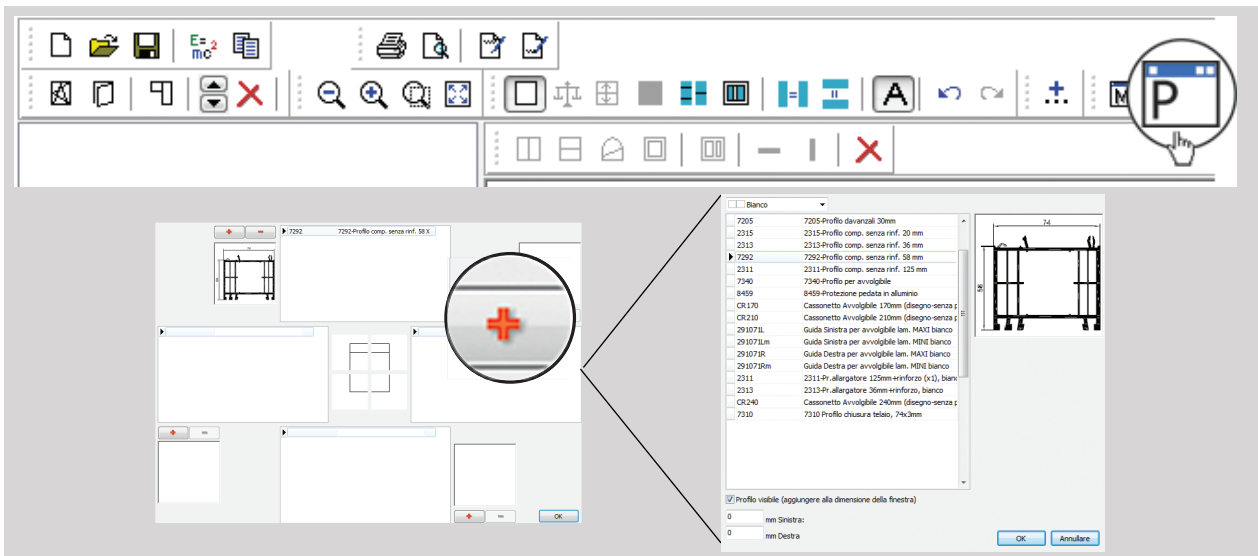 E=
mc²
A
M
P
7292 7292-Profilo comp. senza rinf. 58 X
OK
Bianco
7205 7205-Profilo davanzali 30mm
2315 2315-Profilo comp. senza rinf. 20 mm
2313 2313-Profilo comp. senza rinf. 36 mm
7292 7292-Profilo comp. senza rinf. 58 mm
2311 2311-Profilo comp. senza rinf. 125 mm
7340 7340-Profilo per avvolgibile
8459 8459-Protezione pedata in alluminio
CR170 Cassonetto Avvolgibile 170mm (disegno-senza p
CR210 Cassonetto Avvolgibile 210mm (disegno-senza p
291071L Guida Sinistra per avvolgibile lam. MAXI bianco
291071Lm Guida Sinistra per avvolgibile lam. MINI bianco
291071R Guida Destra per avvolgibile lam. MAXI bianco
291071Rm Guida Destra per avvolgibile lam. MINI bianco
2311 2311-Pr.allargatore 125mm+rinforzo (x1), bianc
2313 2313-Pr.allargatore 36mm+rinforzo, bianco
CR240 Cassonetto Avvolgibile 240mm (disegno-senza p
7310 7310 Profilo chiusura telaio, 74x3mm
74
58
Profilo visibile (aggiungere alla dimensione della finestra)
0 mm Sinistra:
0 mm Destra
OK Annullare